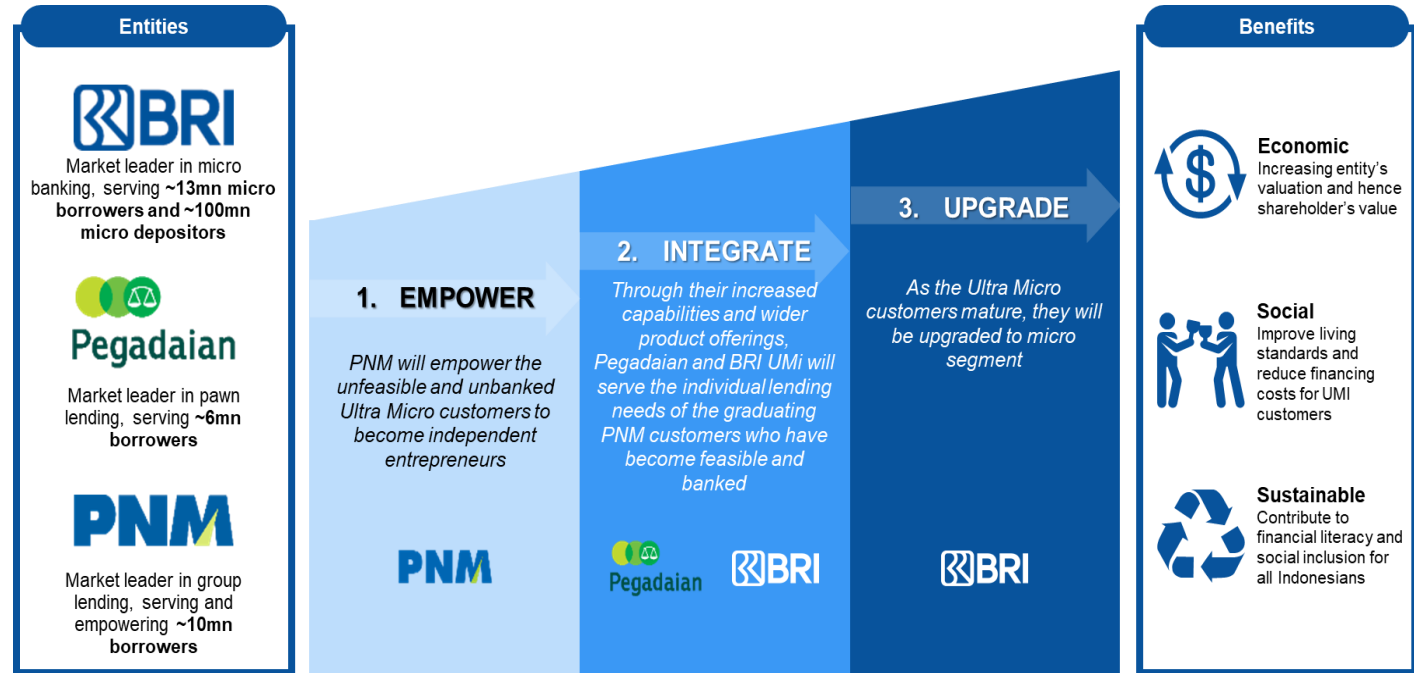 Entities
BRI
Market leader in micro
banking, serving ~13mn micro
borrowers and ~100mn
micro depositors
Pegadaian
Market leader in pawn
lending, serving ~6mn
borrowers
PNM
Market leader in group
lending, serving and
empowering ~10mn
borrowers
1. EMPOWER
PNM will empower the
unfeasible and unbanked
Ultra Micro customers to
become independent
entrepreneurs
PNM
2. INTEGRATE
Through their increased
capabilities and wider
product offerings,
Pegadaian and BRI UMi will
serve the individual lending
needs of the graduating
PNM customers who have
become feasible and
banked
Pegadaian
BRI
3. UPGRADE
As the Ultra Micro
customers mature, they will
be upgraded to micro
segment
BRI
Benefits
$
Economic
Increasing entity's
valuation and hence
shareholder's value
Social
Improve living
standards and
reduce financing
costs for UMI
customers
Sustainable
Contribute to
financial literacy and
social inclusion for
all Indonesians